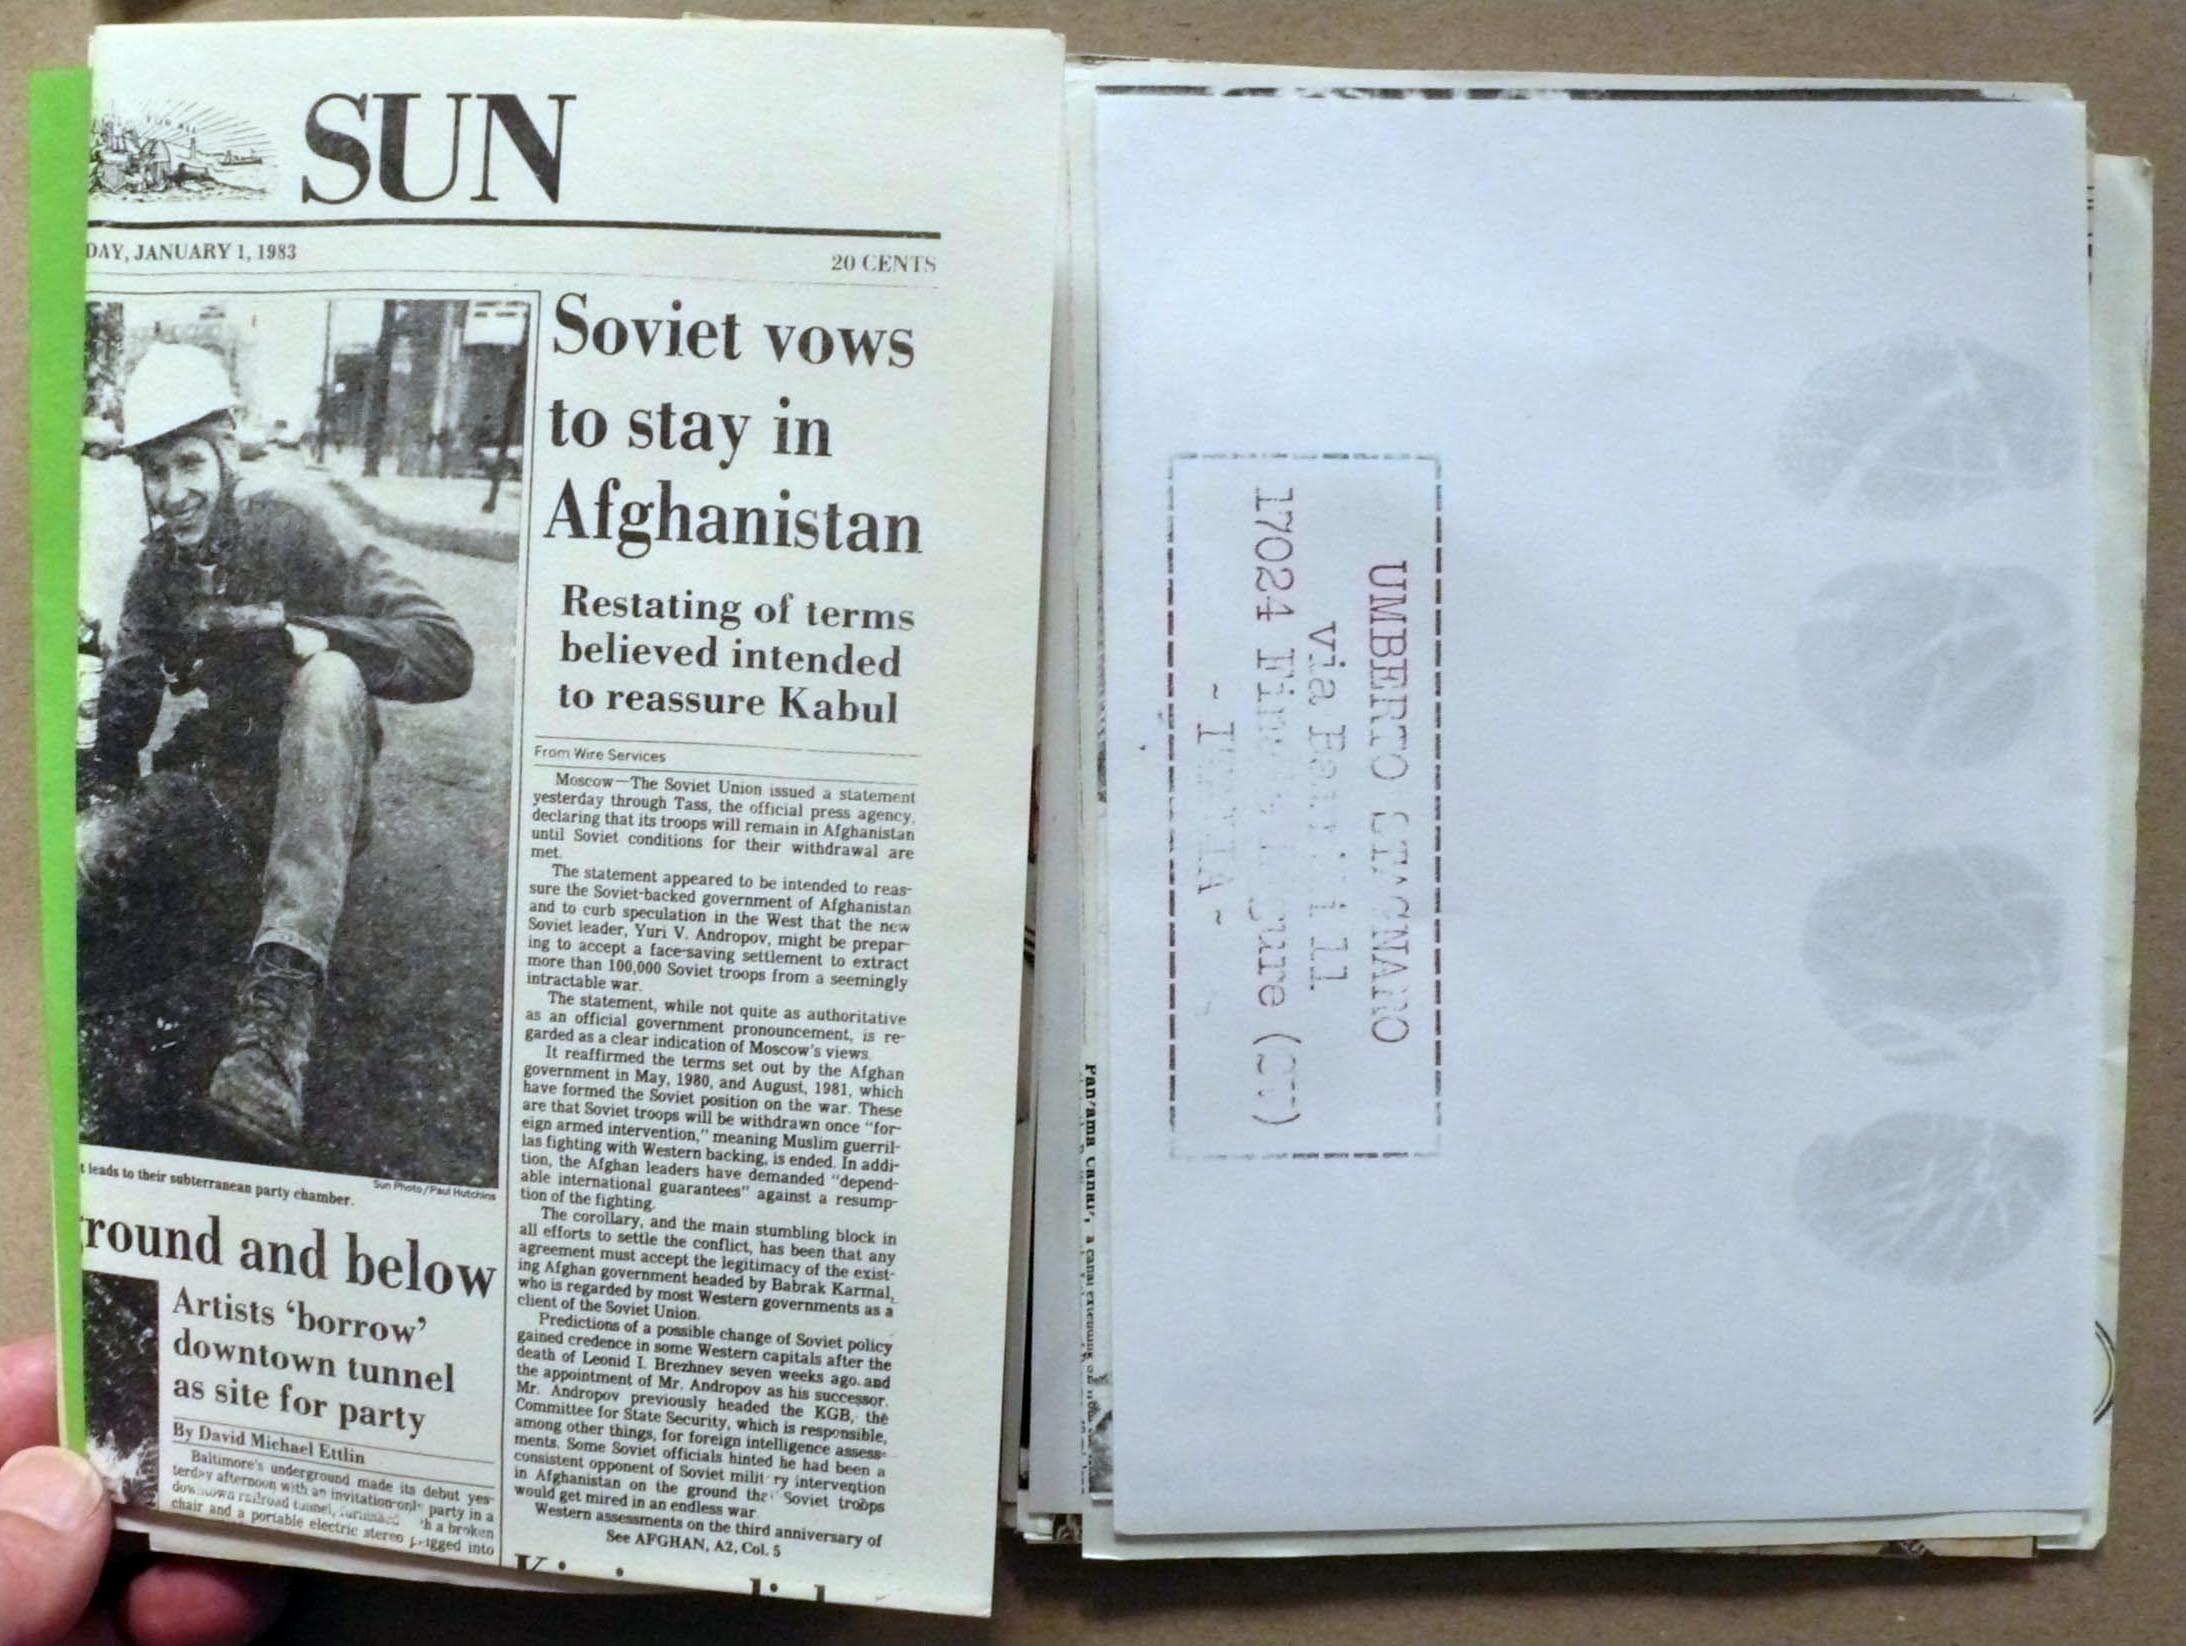 FOR ALL
SUN
DAY, JANUARY 1, 1983
20 CENTS
t leads to their subterranean party chamber.
Sun Photo/Paul Hutchins
round and below
Artists ‘borrow’
downtown tunnel
as site for party
By David Michael Ettlin
Baltimore's underground made its debut yes-
terday afternoon with an invitation-only party in a
railroad tunnel, a broken
chair and a portable electric stereo into
Soviet vows
to stay in
Afghanistan
Restating of terms
believed intended
to reassure Kabul
From Wire Services
Moscow—The Soviet Union issued a statement
yesterday through Tass, the official press agency,
declaring that its troops will remain in Afghanistan
until Soviet conditions for their withdrawal are
met.
The statement appeared to be intended to reas-
sure the Soviet-backed government of Afghanistan
and to curb speculation in the West that the new
Soviet leader, Yuri V. Andropov, might be prepar-
ing to accept a face-saving settlement to extract
more than 100,000 Soviet troops from a seemingly
intractable war.
The statement, while not quite as authoritative
as an official government pronouncement, is re-
garded as a clear indication of Moscow's views.
It reaffirmed the terms set out by the Afghan
government in May, 1980, and August, 1981, which
have formed the Soviet position on the war. These
are that Soviet troops will be withdrawn once “for-
eign armed intervention,” meaning Muslim guerril-
las fighting with Western backing, is ended. In addi-
tion, the Afghan leaders have demanded “depend-
able international guarantees” against a resump-
tion of the fighting.
The corollary, and the main stumbling block in
all efforts to settle the conflict, has been that any
agreement must accept the legitimacy of the exist-
ing Afghan government headed by Babrak Karmal,
who is regarded by most Western governments as a
client of the Soviet Union.
Predictions of a possible change of Soviet policy
gained credence in some Western capitals after the
death of Leonid I. Brezhnev seven weeks ago and
the appointment of Mr. Andropov as his successor.
Mr. Andropov previously headed the KGB, the
Committee for State Security, which is responsible,
among other things, for foreign intelligence assess-
ments. Some Soviet officials hinted he had been a
consistent opponent of Soviet military intervention
in Afghanistan on the ground that Soviet troops
would get mired in an endless war.
Western assessments on the third anniversary of
See AFGHAN, A2, Col. 5
UMBERTO STAGNARO
via
17024 Ligure
~ ITALIA ~
Pan'ama Canal', a canal extending